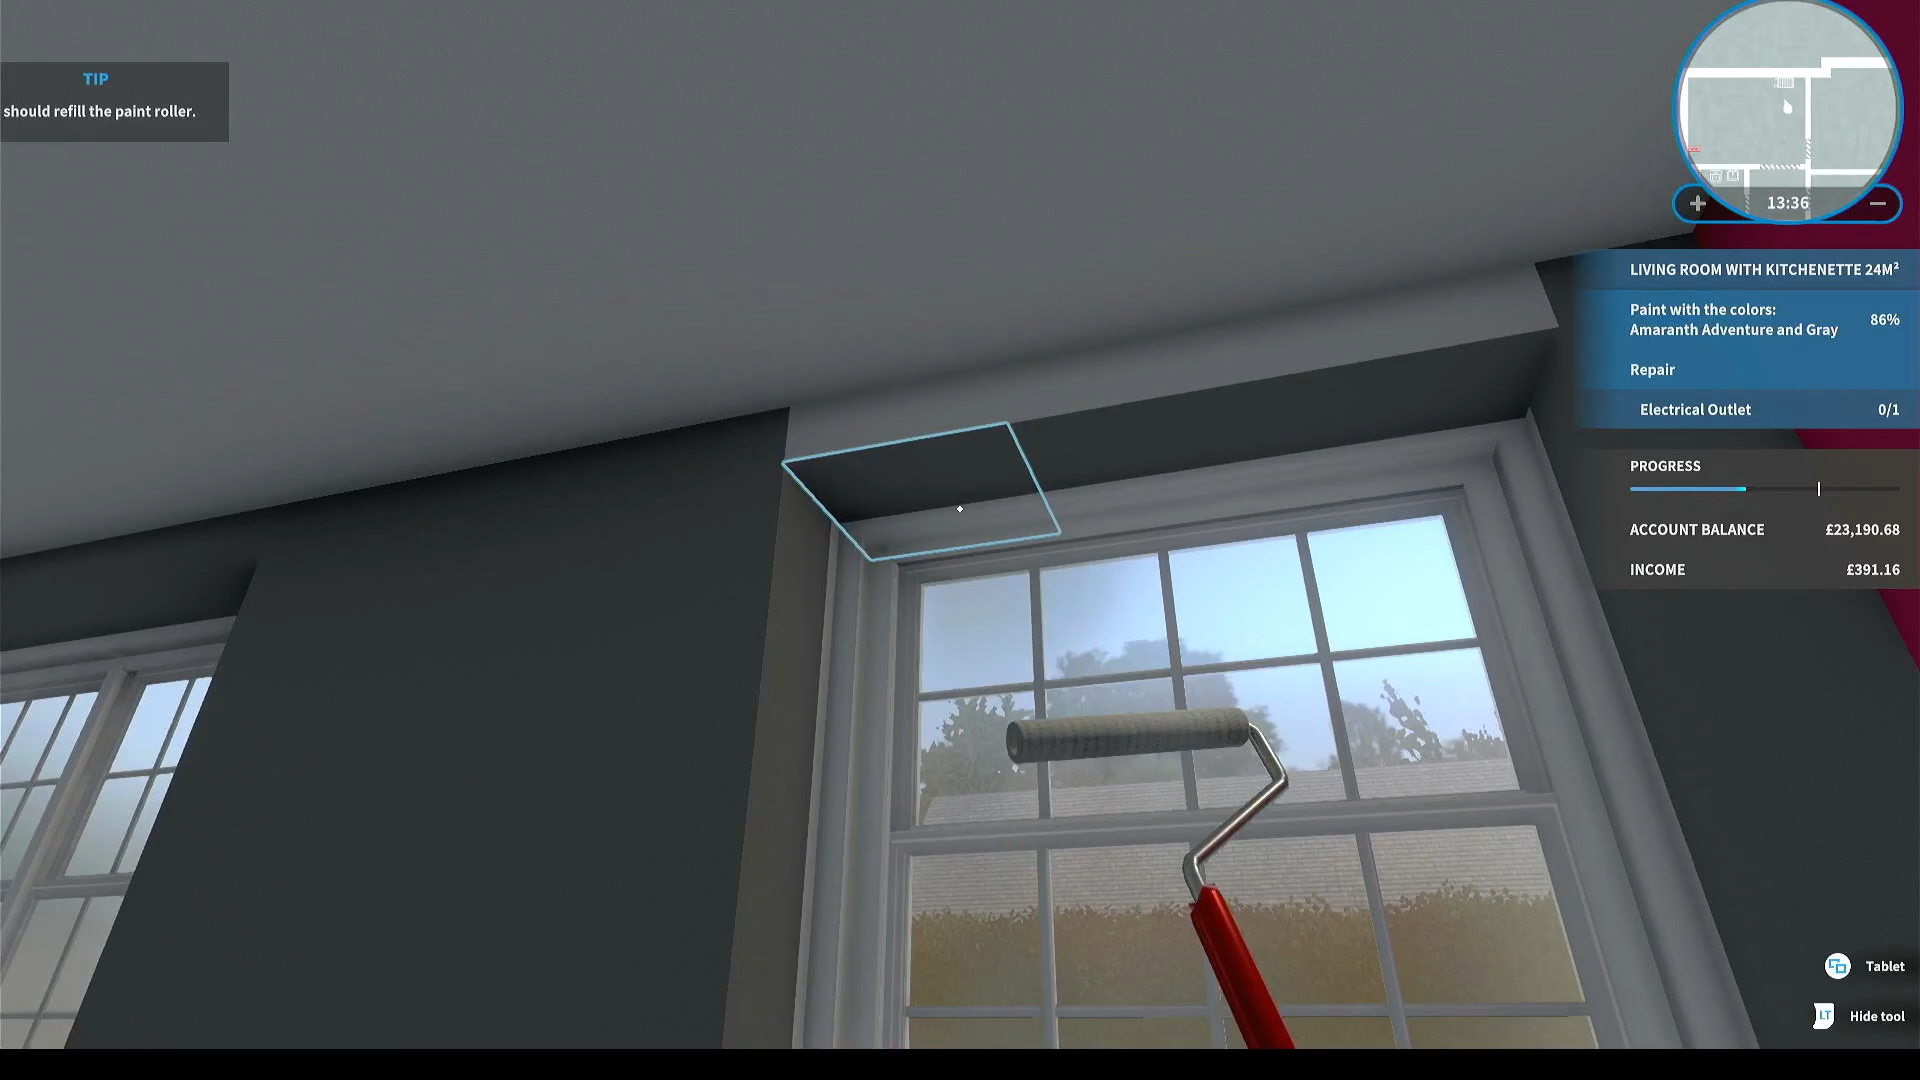 TIP
should refill the paint roller.
13:36
LIVING ROOM WITH KITCHENETTE 24M²
Paint with the colors:
Amaranth Adventure and Gray
86%
Repair
Electrical Outlet 0/1
PROGRESS
ACCOUNT BALANCE £23,190.68
INCOME £391.16
Tablet
LT Hide tool